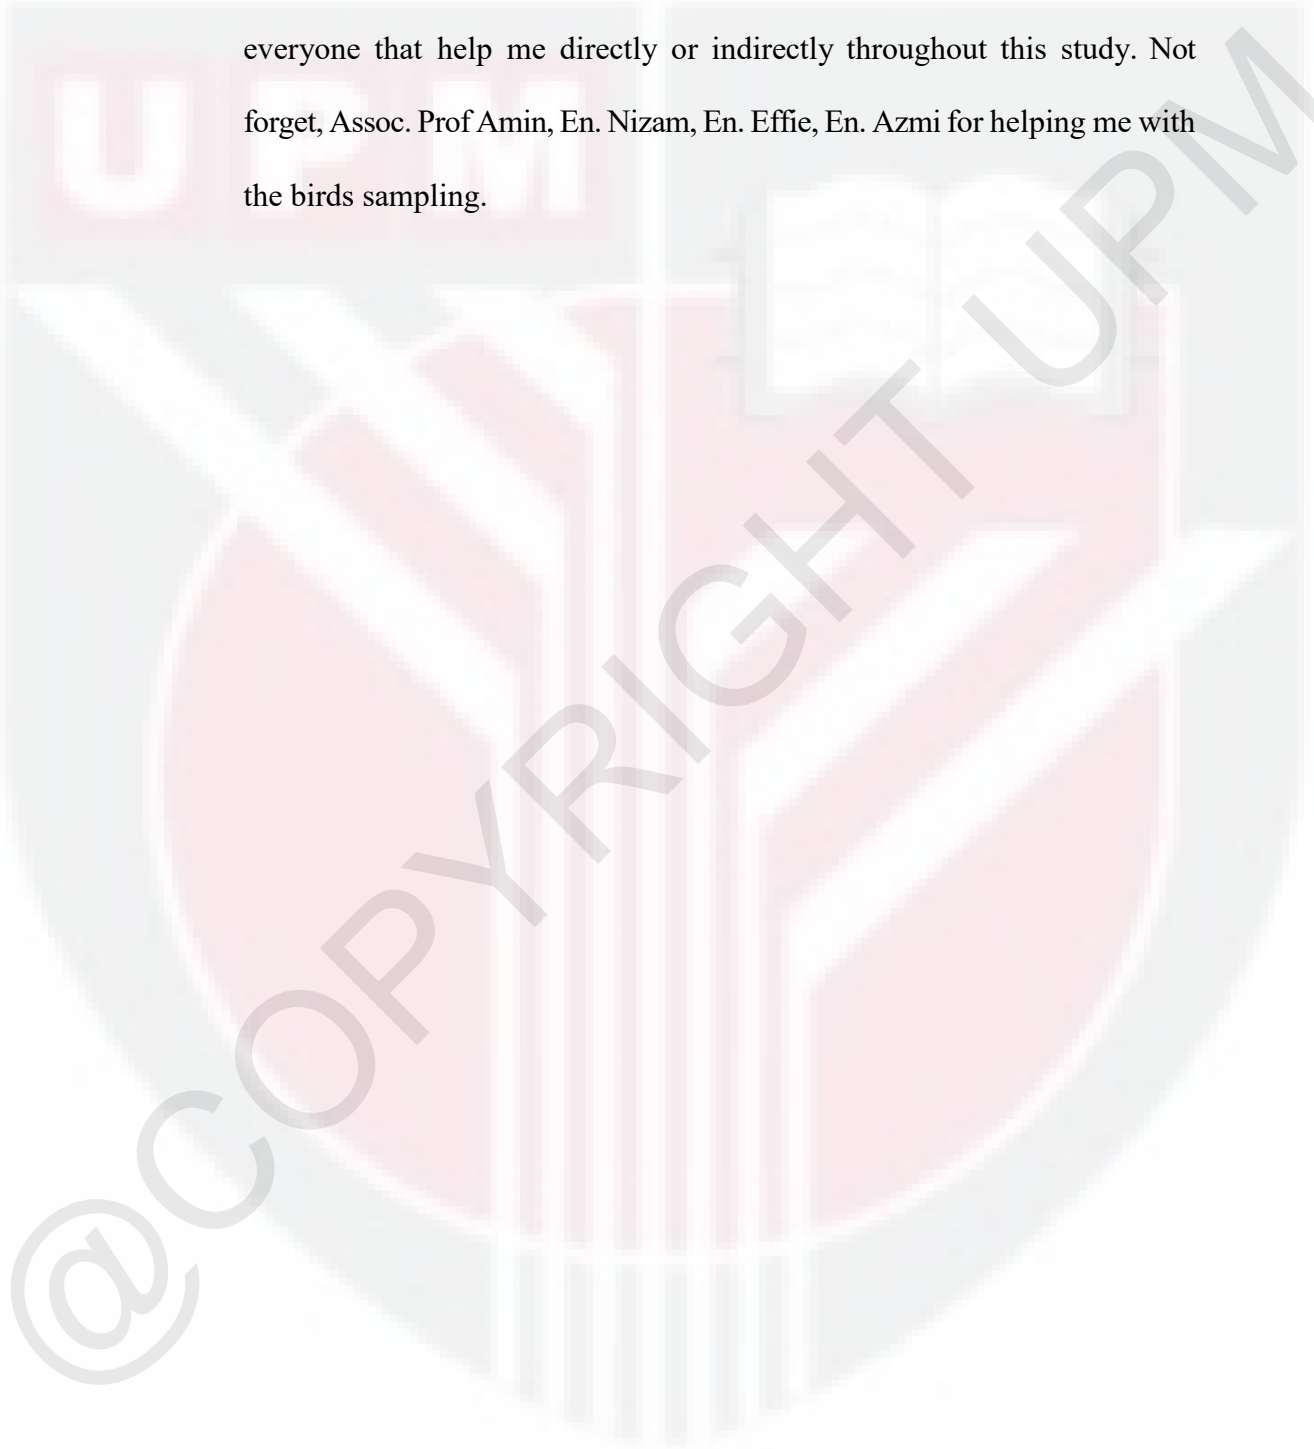 everyone that help me directly or indirectly throughout this study. Not
forget, Assoc. Prof Amin, En. Nizam, En. Effie, En. Azmi for helping me with
the birds sampling.
UPM
@COPYRIGHT UPM